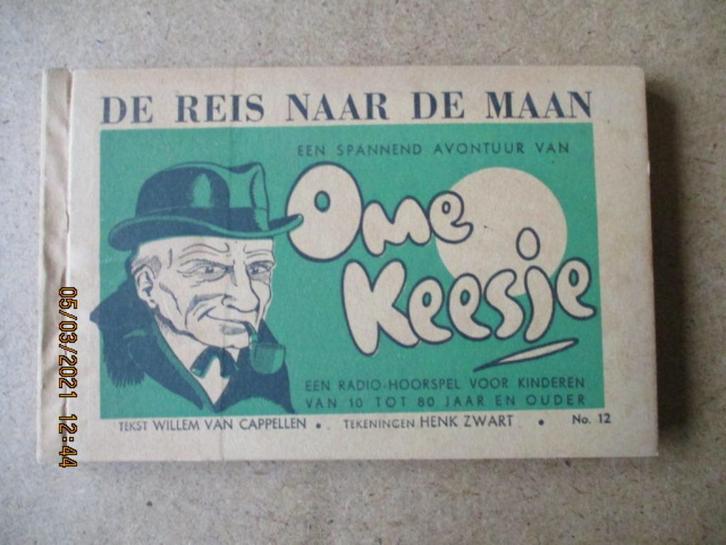 DE REIS NAAR DE MAAN
EEN SPANNEND AVONTUUR VAN
Ome
Keesje
EEN RADIO-HOORSPEL VOOR KINDEREN
VAN 10 TOT 80 JAAR EN OUDER
TEKST WILLEM VAN CAPPELLEN • TEKENINGEN HENK ZWART • No. 12
05/03/2021 12:44